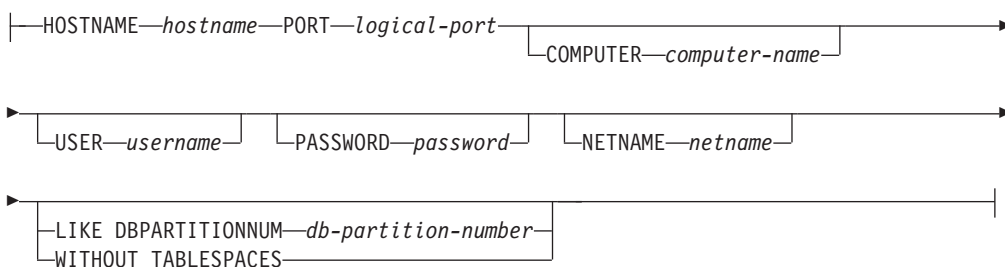 HOSTNAME hostname PORT logical-port
COMPUTER computer-name
USER username PASSWORD password NETNAME netname
LIKE DBPARTITIONNUM db-partition-number
WITHOUT TABLESPACES